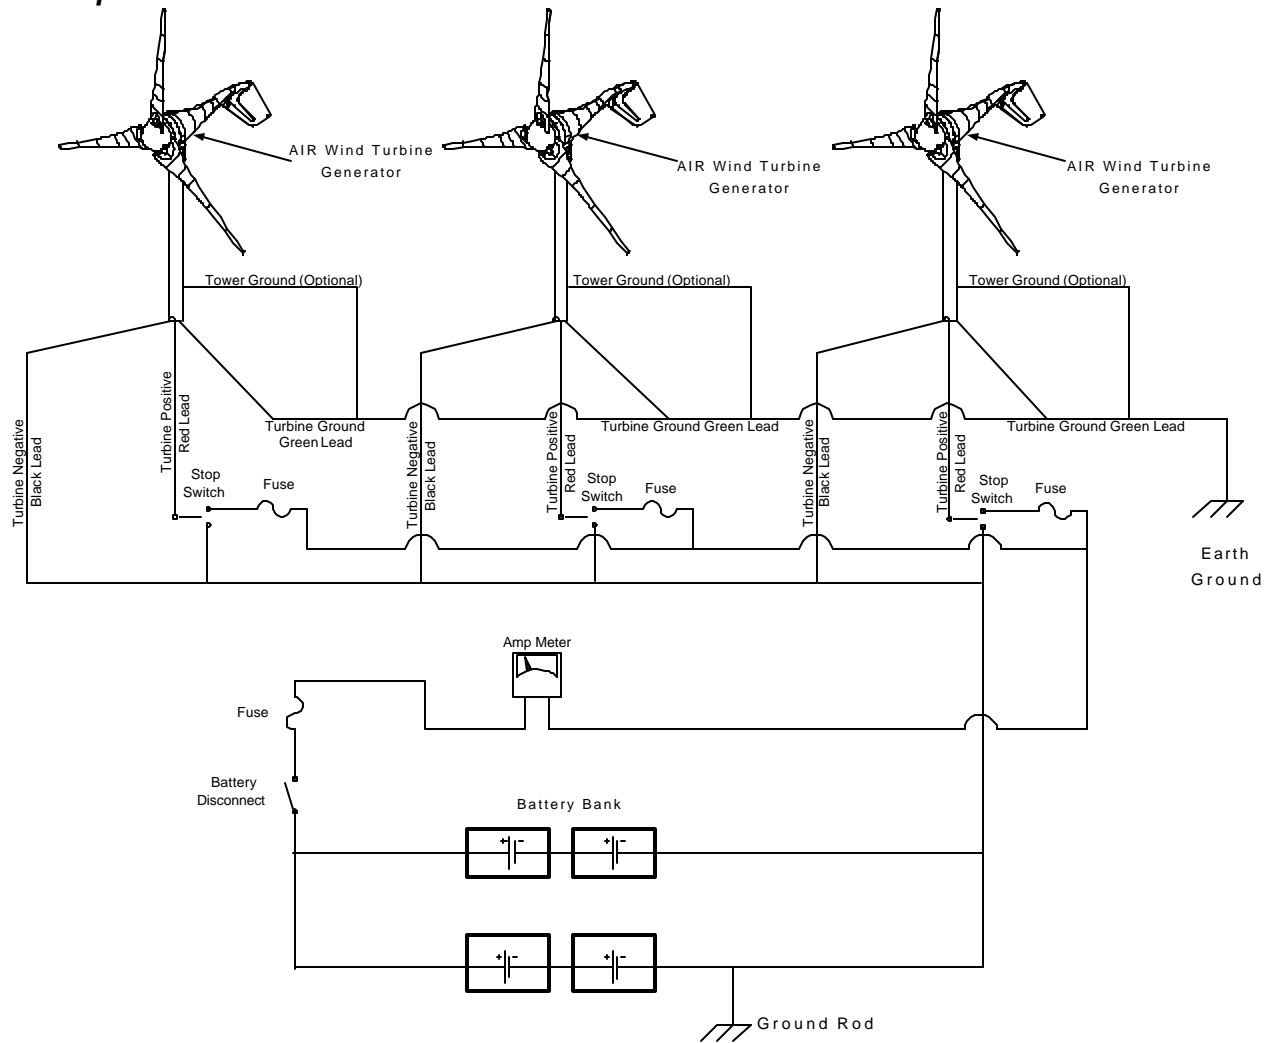 AIR Wind Turbine
Generator
AIR Wind Turbine
Generator
AIR Wind Turbine
Generator
Tower Ground (Optional)
Tower Ground (Optional)
Tower Ground (Optional)
Turbine Negative
Black Lead
Turbine Positive
Red Lead
Turbine Ground
Green Lead
Turbine Negative
Black Lead
Turbine Positive
Red Lead
Turbine Ground Green Lead
Turbine Negative
Black Lead
Turbine Positive
Red Lead
Turbine Ground Green Lead
Stop
Switch
Fuse
Stop
Switch
Fuse
Stop
Switch
Fuse
Earth
Ground
Amp Meter
Fuse
Battery
Disconnect
Battery Bank
+ -
+ -
+ -
+ -
Ground Rod